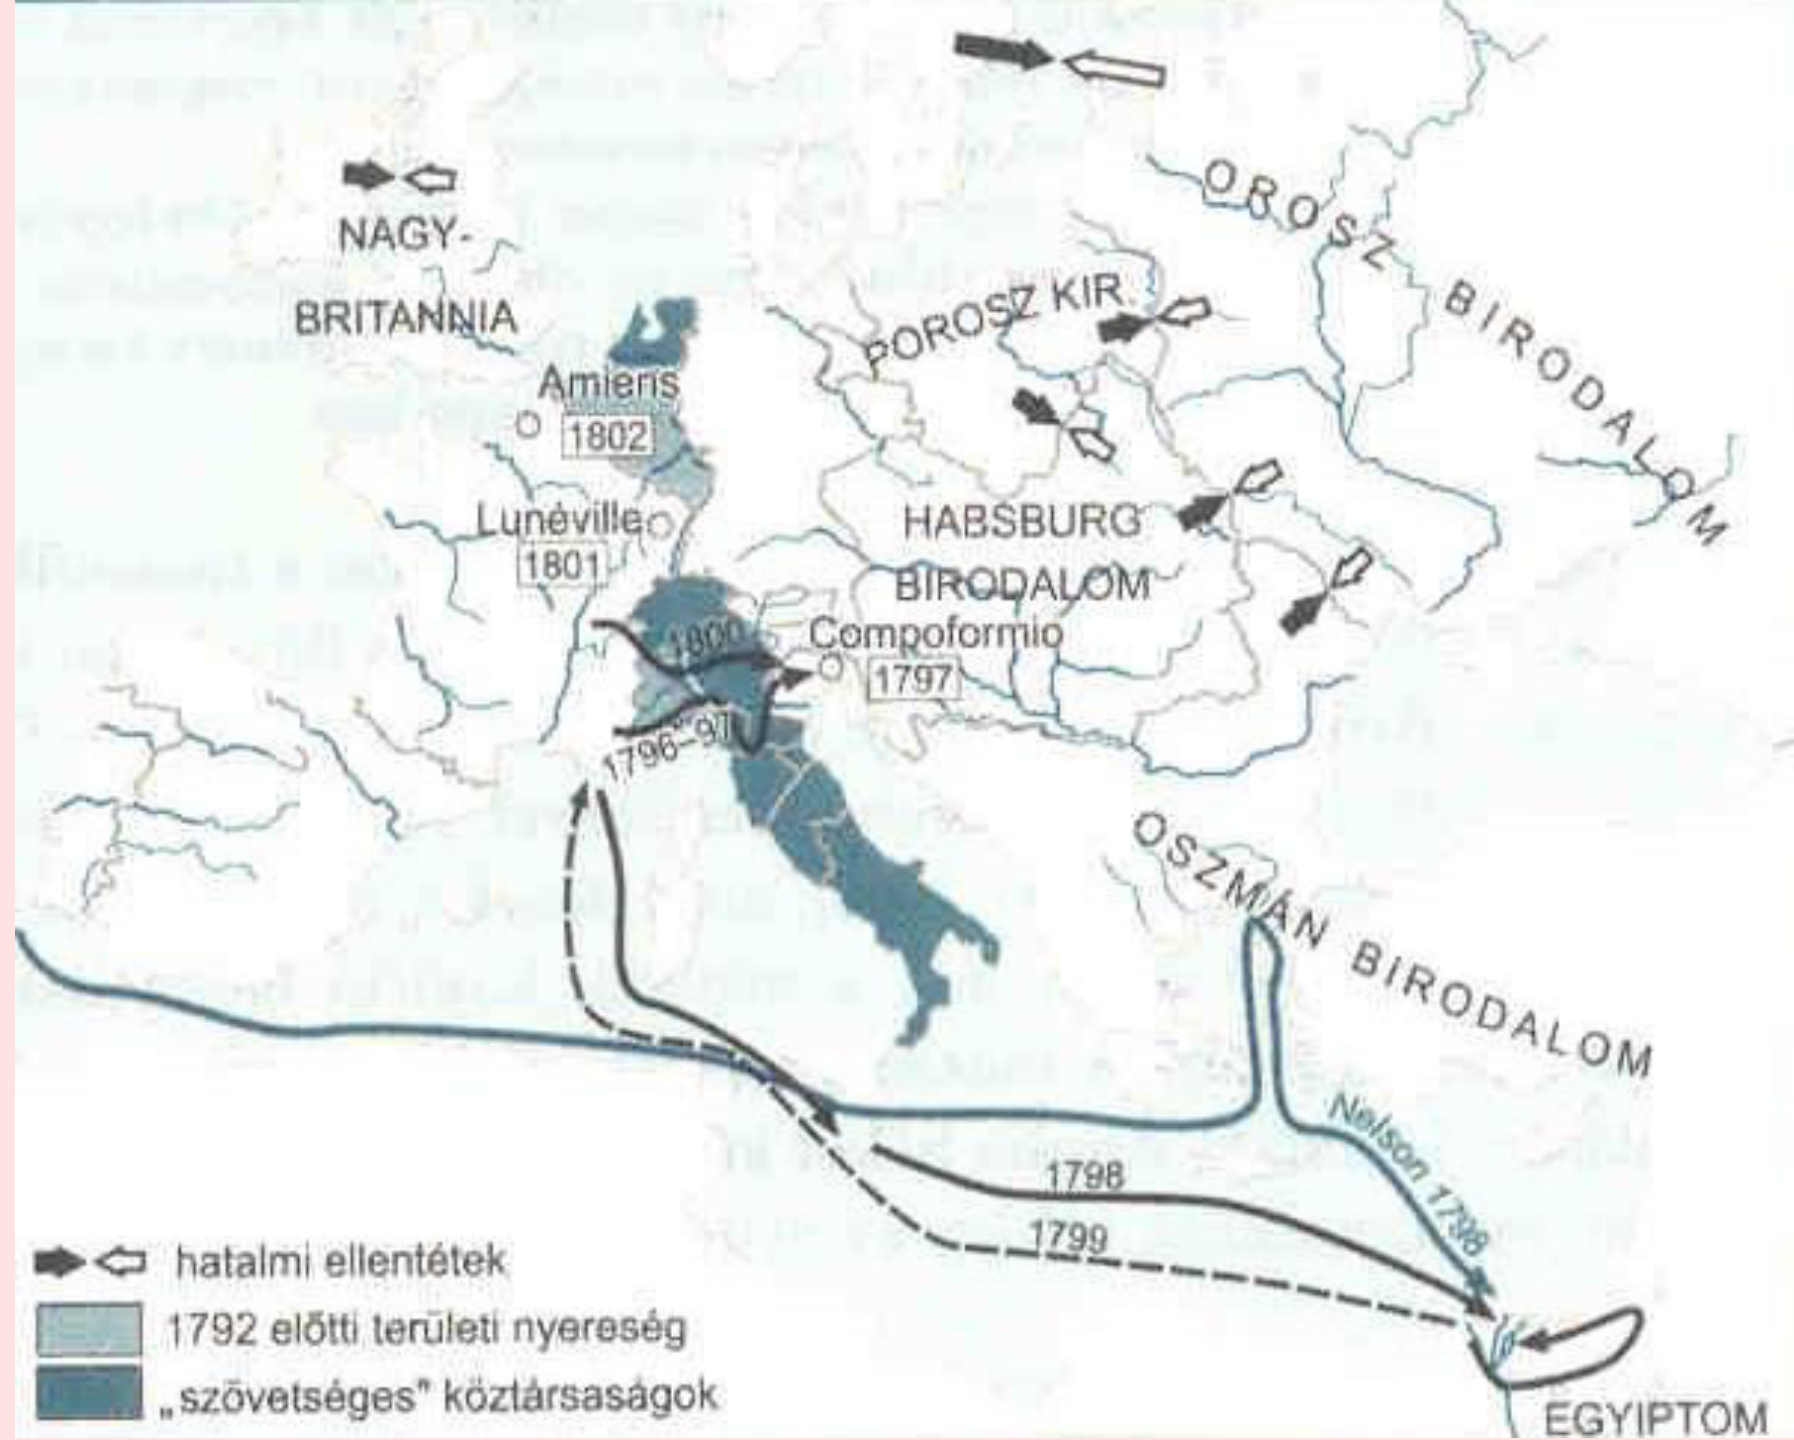 NAGY-
BRITANNIA
OROSZ BIRODALOM
POROSZ KIR.
Amiens
1802
Lunéville
1801
HABSBURG
BIRODALOM
Compoformio
1797
1800
1796-97
OSZMÁN BIRODALOM
Nelson 1798
1798
1799
EGYIPTOM
hatalmi ellentétek
1792 előtti területi nyereség
„szövetséges" köztársaságok